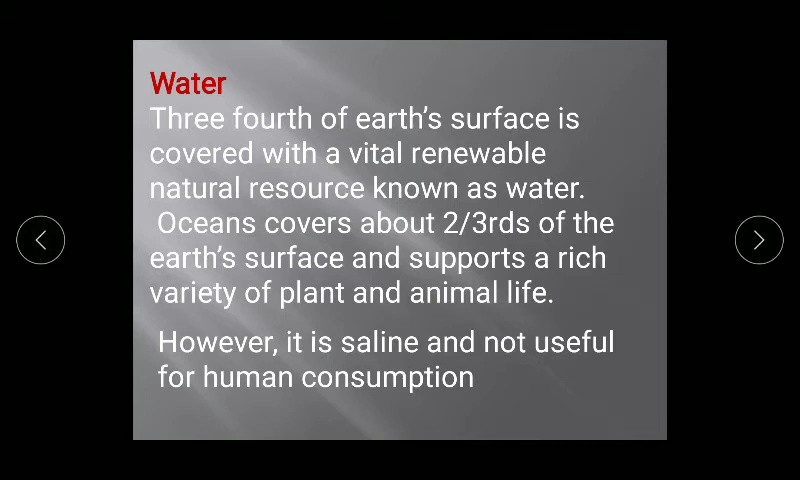 Water
Three fourth of earth’s surface is
covered with a vital renewable
natural resource known as water.
Oceans covers about 2/3rds of the
earth’s surface and supports a rich
variety of plant and animal life.
However, it is saline and not useful
for human consumption